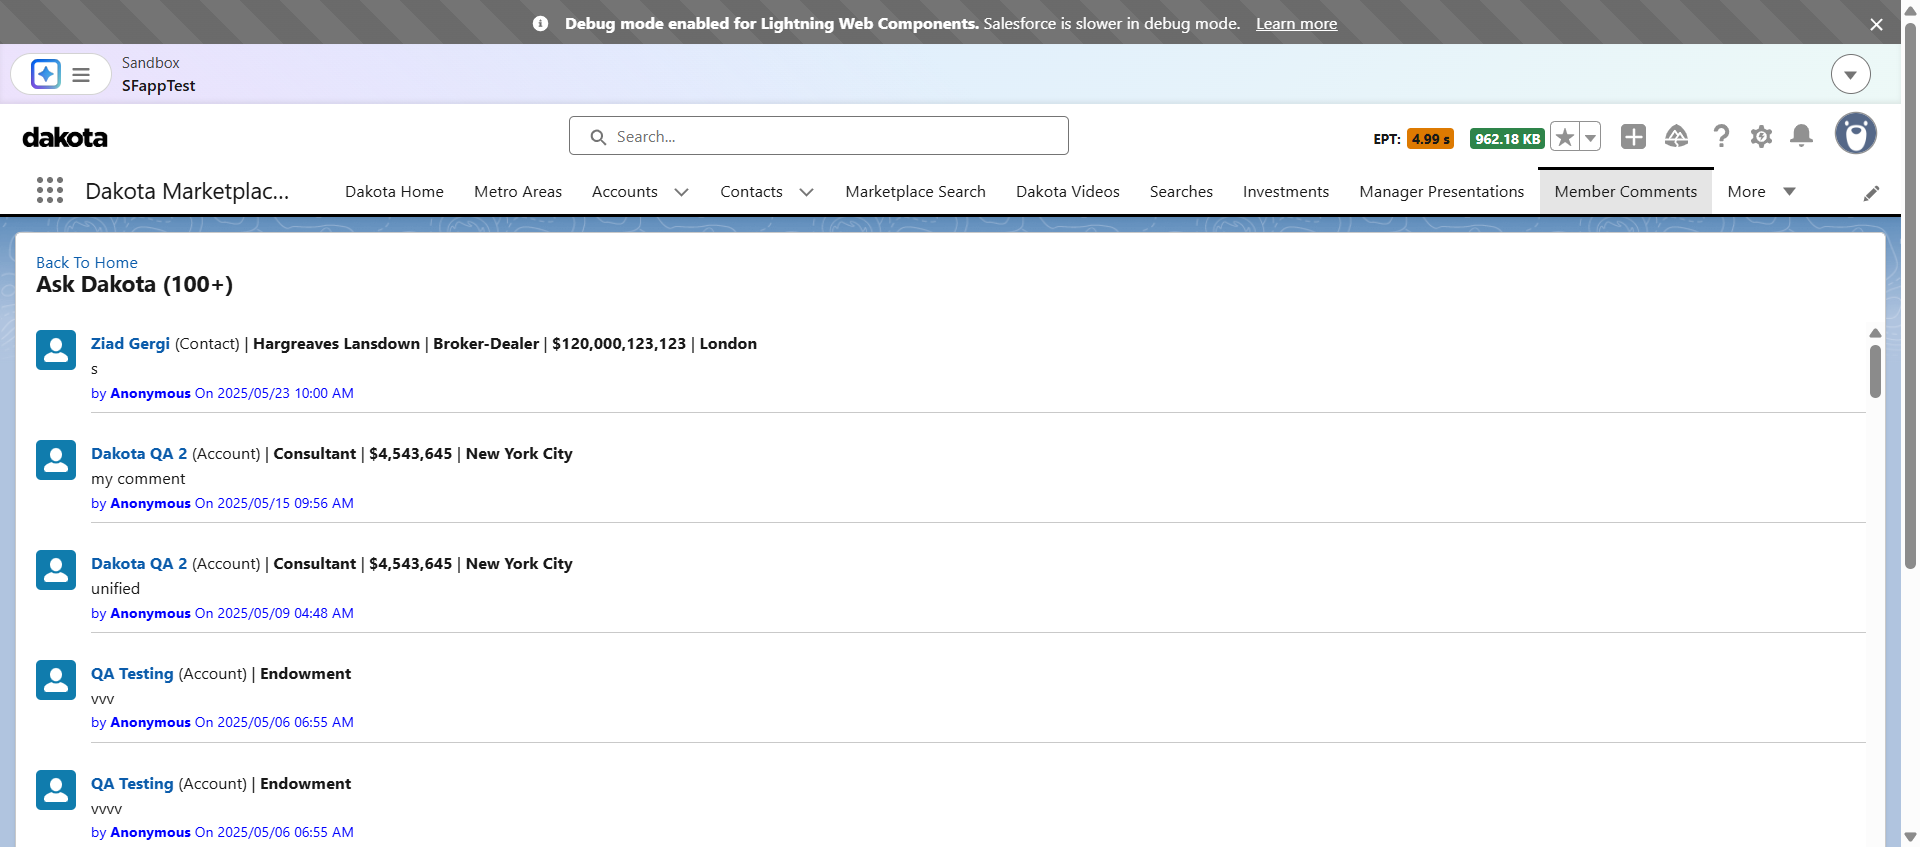 Debug mode enabled for Lightning Web Components. Salesforce is slower in debug mode. Learn more
Sandbox
SFappTest
dakota
Search...
EPT: 4.99 s 962.18 KB
Dakota Marketplac...
Dakota Home Metro Areas Accounts Contacts Marketplace Search Dakota Videos Searches Investments Manager Presentations Member Comments More
Back To Home
Ask Dakota (100+)
Ziad Gergi (Contact) | Hargreaves Lansdown | Broker-Dealer | $120,000,123,123 | London
s
by Anonymous On 2025/05/23 10:00 AM
Dakota QA 2 (Account) | Consultant | $4,543,645 | New York City
my comment
by Anonymous On 2025/05/15 09:56 AM
Dakota QA 2 (Account) | Consultant | $4,543,645 | New York City
unified
by Anonymous On 2025/05/09 04:48 AM
QA Testing (Account) | Endowment
vvv
by Anonymous On 2025/05/06 06:55 AM
QA Testing (Account) | Endowment
vvvv
by Anonymous On 2025/05/06 06:55 AM